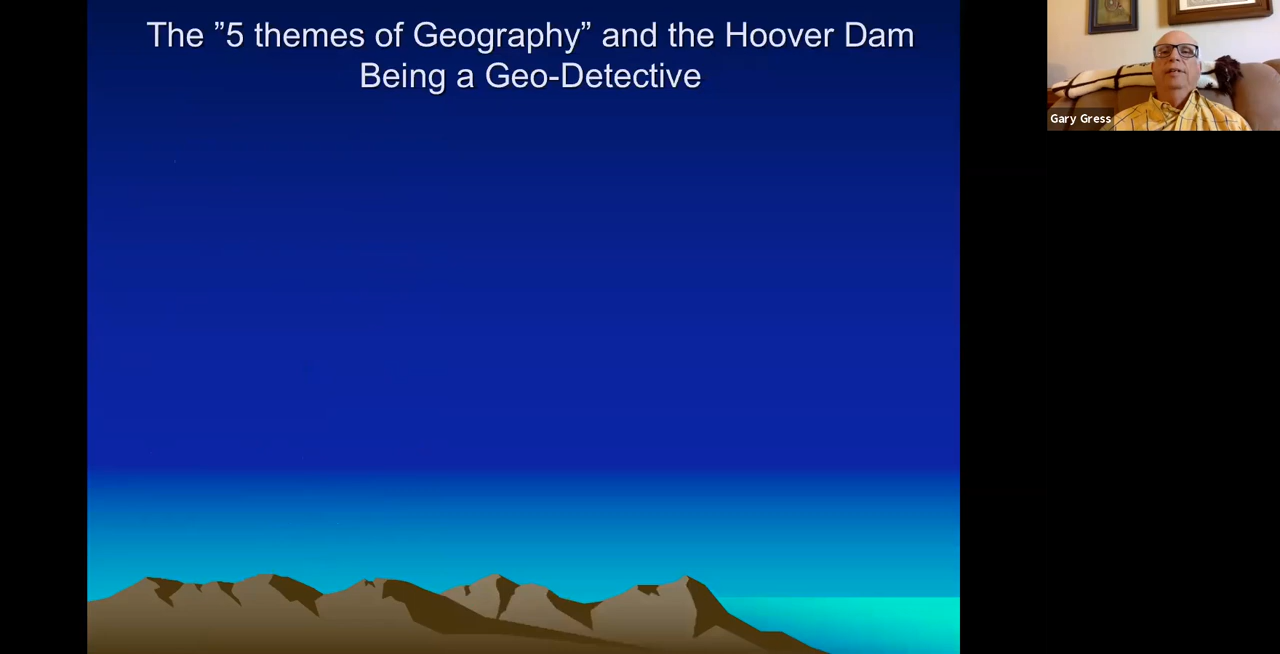 The ”5 themes of Geography” and the Hoover Dam
Being a Geo-Detective
Gary Gress